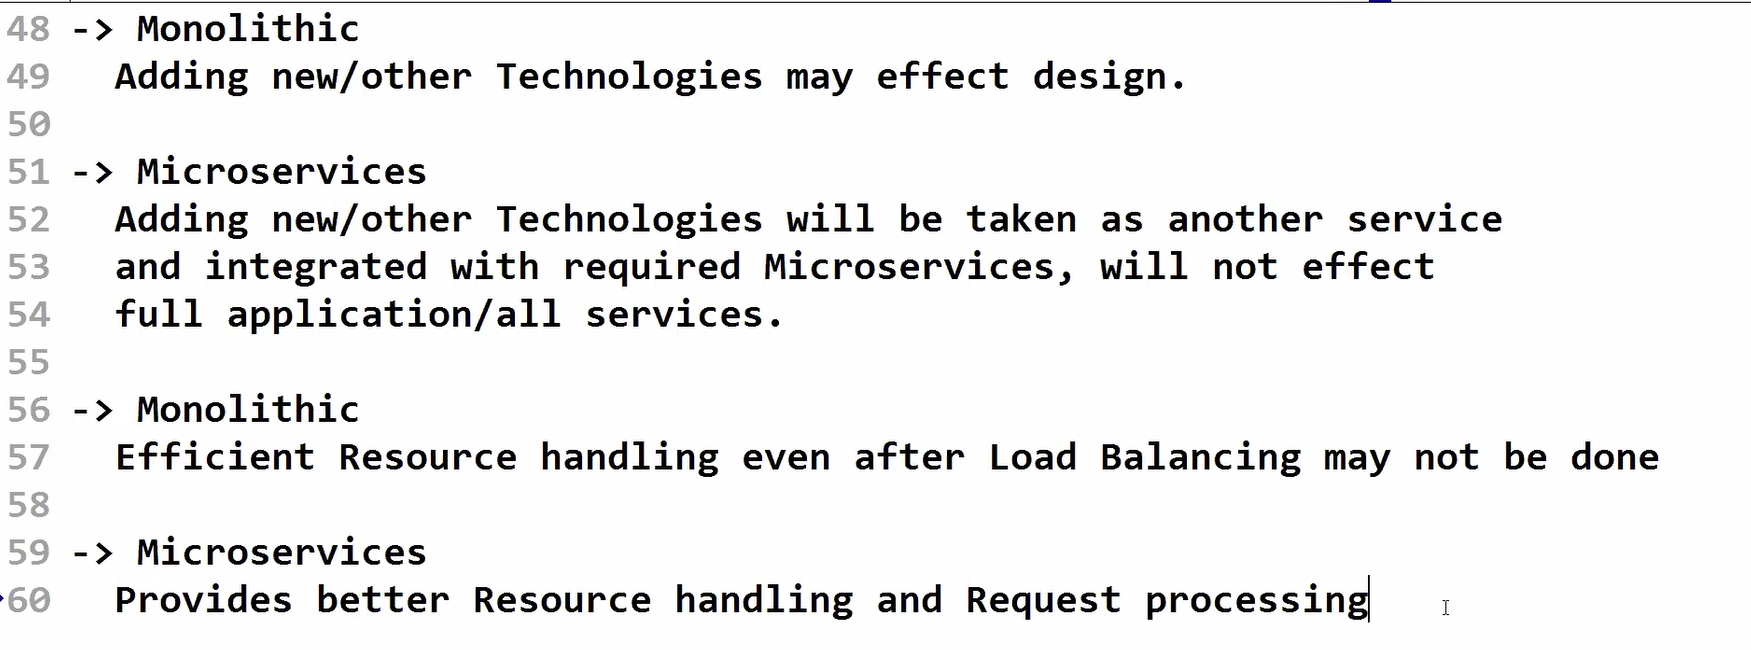 48 -> Monolithic
49 Adding new/other Technologies may effect design.
50
51 -> Microservices
52 Adding new/other Technologies will be taken as another service
53 and integrated with required Microservices, will not effect
54 full application/all services.
55
56 -> Monolithic
57 Efficient Resource handling even after Load Balancing may not be done
58
59 -> Microservices
60 Provides better Resource handling and Request processing